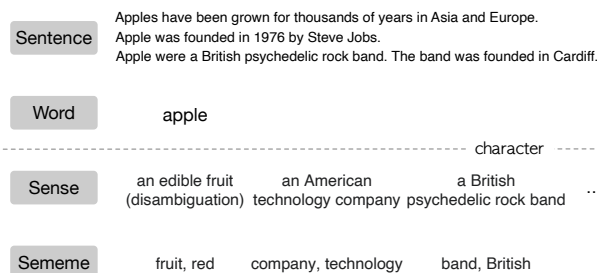 Sentence
Apples have been grown for thousands of years in Asia and Europe.
Apple was founded in 1976 by Steve Jobs.
Apple were a British psychedelic rock band. The band was founded in Cardiff.
Word
apple
character
Sense
an edible fruit
(disambiguation)
an American
technology company
a British
psychedelic rock band
..
Sememe
fruit, red
company, technology
band, British